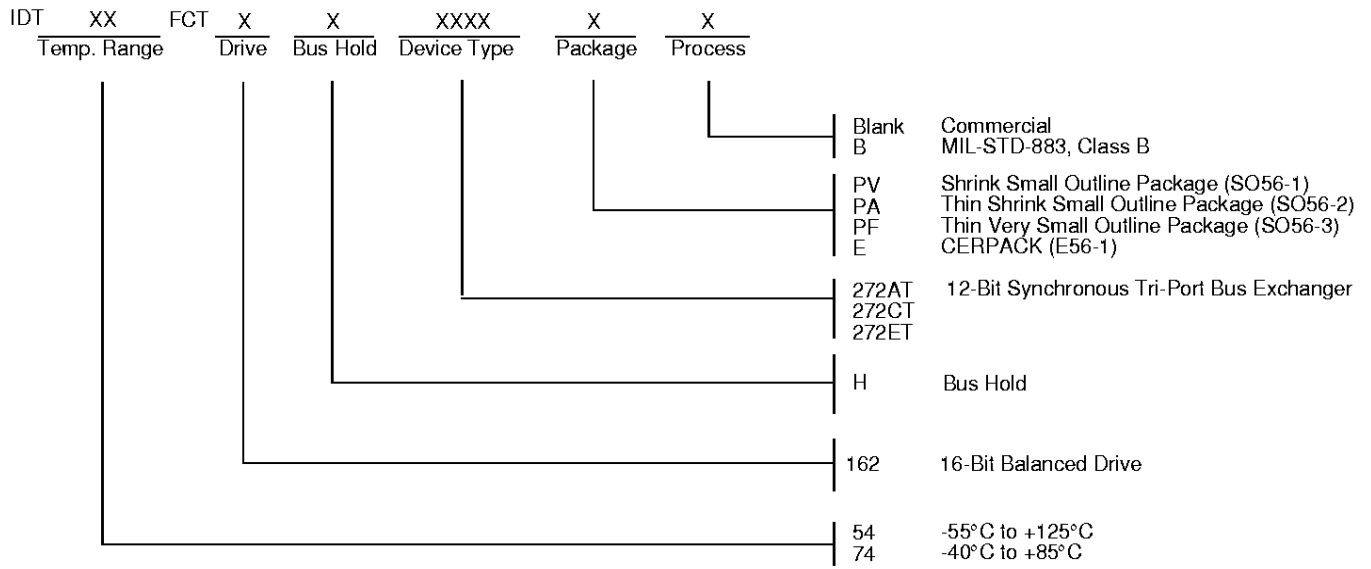 IDT XX FCT X X XXXX X X
Temp. Range Drive Bus Hold Device Type Package Process
Blank Commercial
B MIL-STD-883, Class B
PV Shrink Small Outline Package (SO56-1)
PA Thin Shrink Small Outline Package (SO56-2)
PF Thin Very Small Outline Package (SO56-3)
E CERPACK (E56-1)
272AT 12-Bit Synchronous Tri-Port Bus Exchanger
272CT
272ET
H Bus Hold
162 16-Bit Balanced Drive
54 -55°C to +125°C
74 -40°C to +85°C